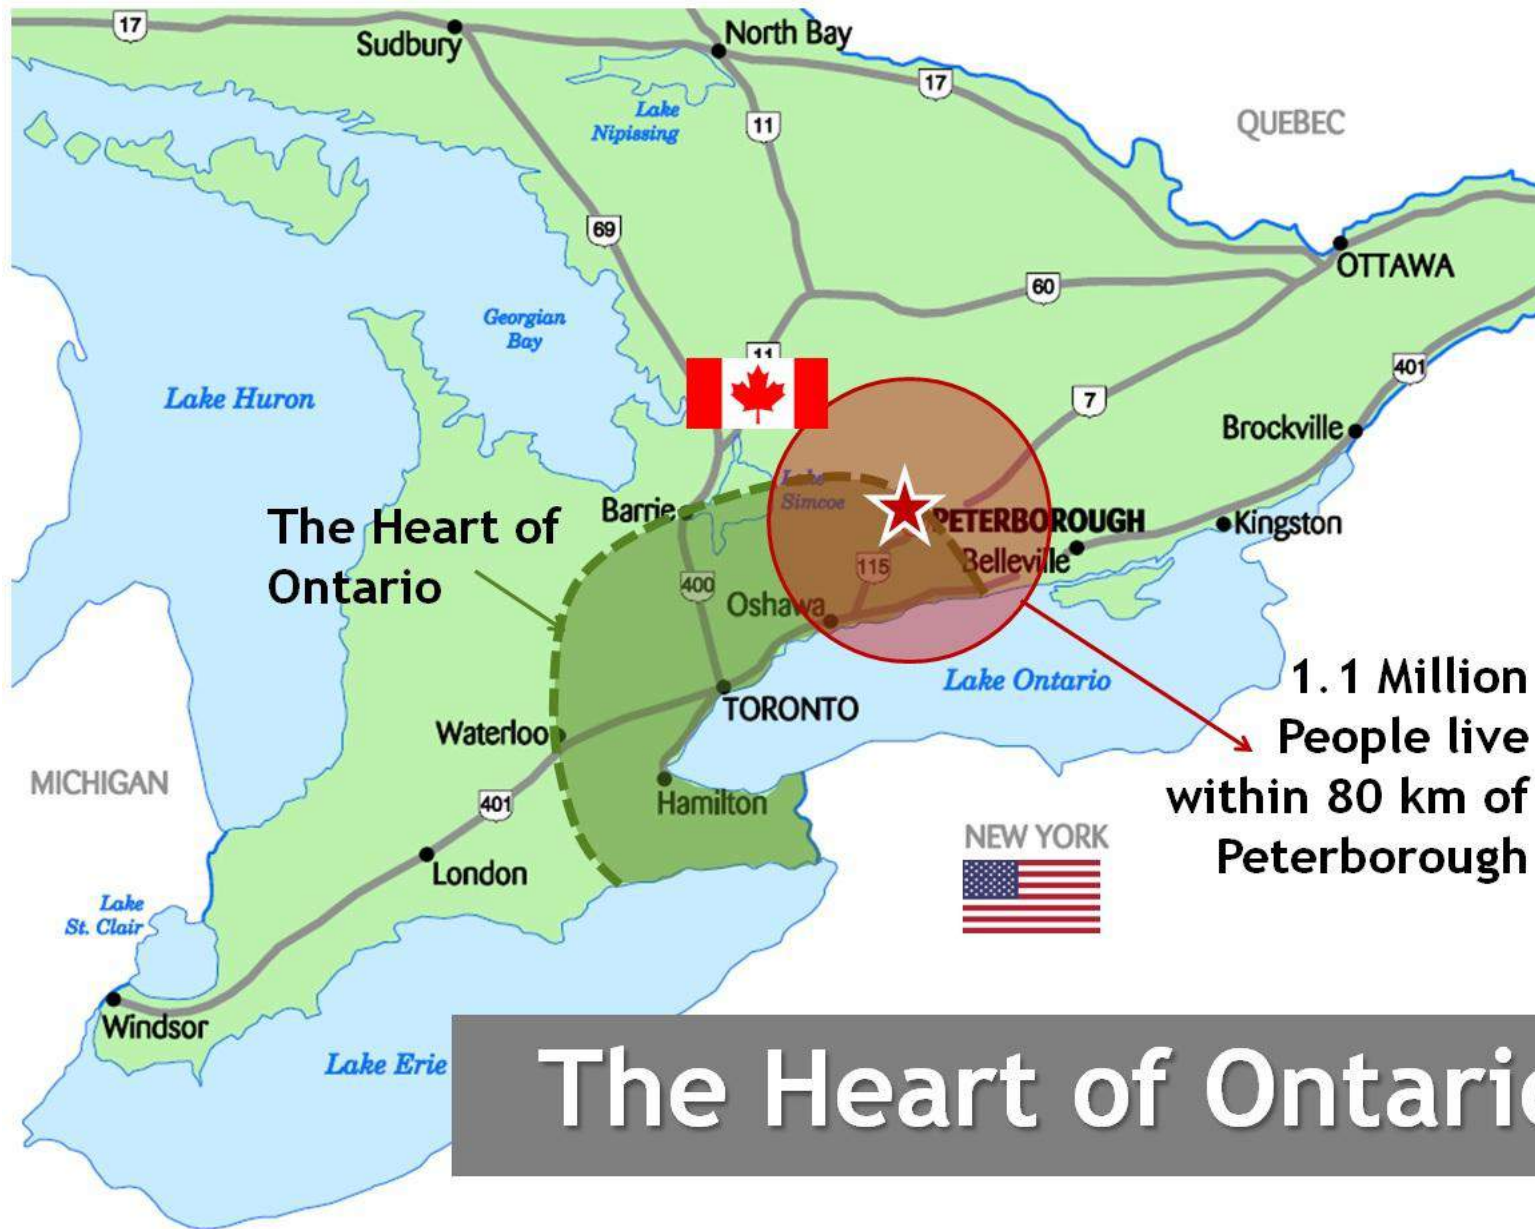 17
Sudbury
North Bay
17
Lake
Nipissing
11
QUEBEC
69
OTTAWA
60
Georgian
Bay
11
Lake Huron
401
7
Brockville
Lake
Simcoe
The Heart of
Ontario
Barrie
PETERBOROUGH
Kingston
Belleville
115
400
Oshawa
Lake Ontario
1.1 Million
People live
within 80 km of
Peterborough
TORONTO
Waterloo
MICHIGAN
401
Hamilton
NEW YORK
London
Lake
St. Clair
Windsor
Lake Erie
The Heart of Ontario